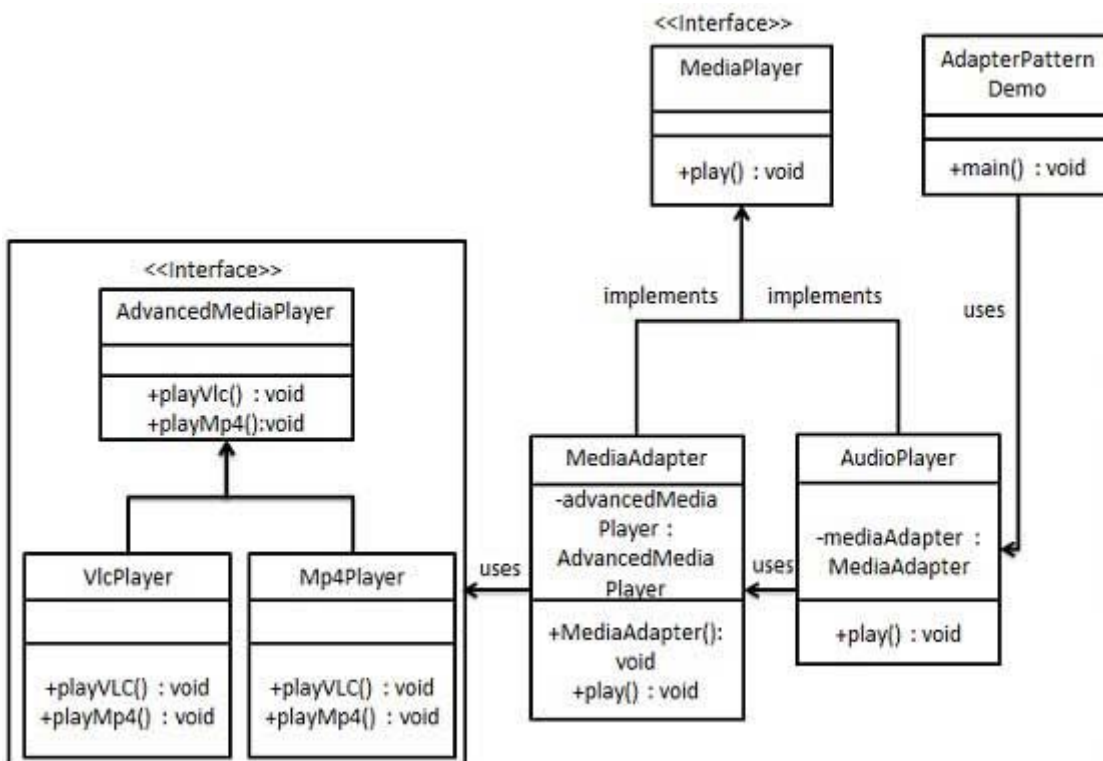 <<Interface>>
MediaPlayer
+play() : void
AdapterPattern
Demo
+main() : void
implements
implements
uses
<<Interface>>
AdvancedMediaPlayer
+playVlc() : void
+playMp4():void
VlcPlayer
+playVLC() : void
+playMp4() : void
Mp4Player
+playVLC() : void
+playMp4() : void
uses
MediaAdapter
-advancedMedia
Player :
AdvancedMedia
Player
+MediaAdapter():
void
+play() : void
uses
AudioPlayer
-mediaAdapter :
MediaAdapter
+play() : void